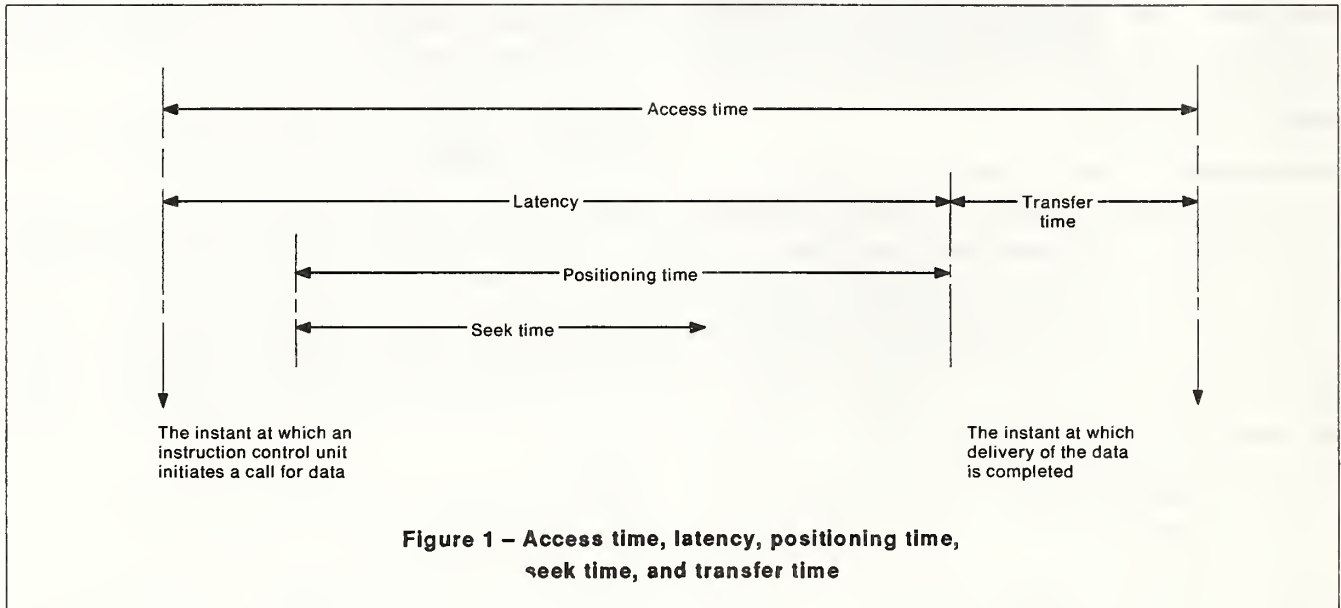 Access time
Latency
Transfer
time
Positioning time
Seek time
The instant at which an
instruction control unit
initiates a call for data
The instant at which
delivery of the data
is completed
Figure 1 – Access time, latency, positioning time,
seek time, and transfer time